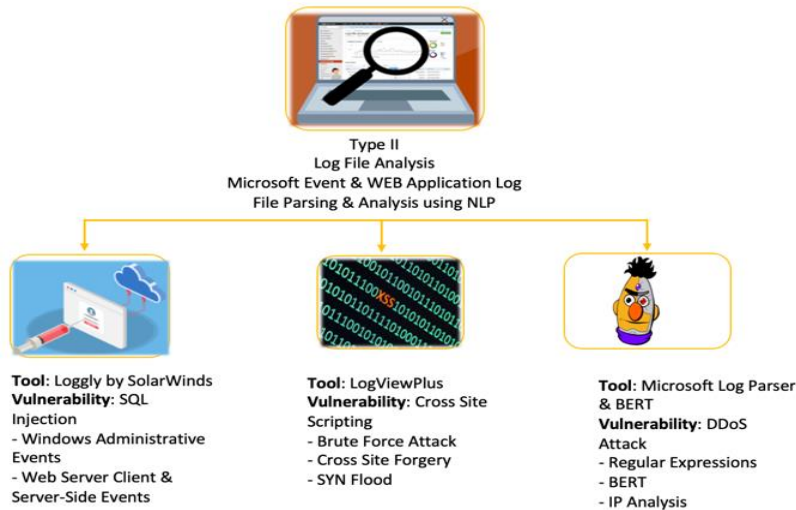 Type II
Log File Analysis
Microsoft Event & WEB Application Log
File Parsing & Analysis using NLP
XSS
Tool: Loggly by SolarWinds
Vulnerability: SQL
Injection
- Windows Administrative
Events
- Web Server Client &
Server-Side Events
Tool: LogViewPlus
Vulnerability: Cross Site
Scripting
- Brute Force Attack
- Cross Site Forgery
- SYN Flood
Tool: Microsoft Log Parser
& BERT
Vulnerability: DDoS
Attack
- Regular Expressions
- BERT
- IP Analysis